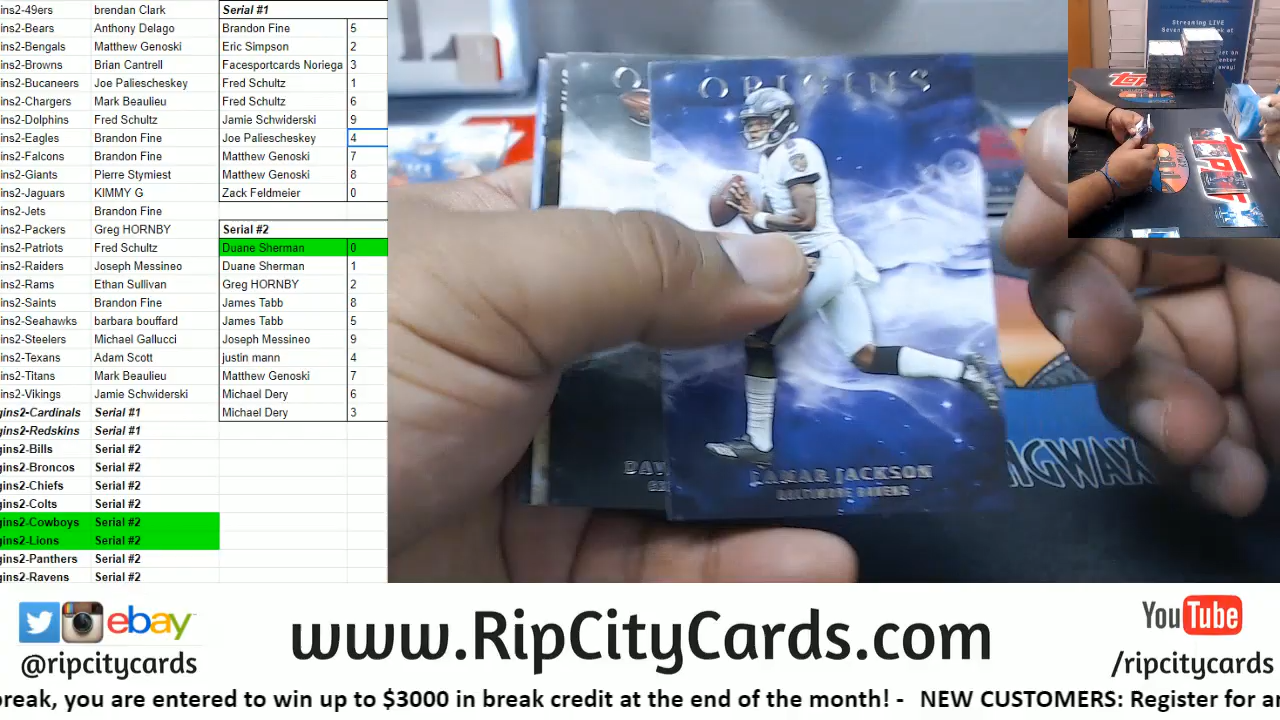 ins2-49ers brendan Clark Serial #1
ins2-Bears Anthony Delago Brandon Fine 5
ins2-Bengals Matthew Genoski Eric Simpson 2
ins2-Browns Brian Cantrell Facesportcards Noriega 3
ins2-Bucaneers Joe Paliescheskey Fred Schultz 1
ins2-Chargers Mark Beaulieu Fred Schultz 6
ins2-Dolphins Fred Schultz Jamie Schwiderski 9
ins2-Eagles Brandon Fine Joe Paliescheskey 4
ins2-Falcons Brandon Fine Matthew Genoski 7
ins2-Giants Pierre Stymiest Matthew Genoski 8
ins2-Jaguars KIMMY G Zack Feldmeier 0
ins2-Jets Brandon Fine
ins2-Packers Greg HORNBY Serial #2
ins2-Patriots Fred Schultz Duane Sherman 0
ins2-Raiders Joseph Messineo Duane Sherman 1
ins2-Rams Ethan Sullivan Greg HORNBY 2
ins2-Saints Brandon Fine James Tabb 8
ins2-Seahawks barbara bouffard James Tabb 5
ins2-Steelers Michael Gallucci Joseph Messineo 9
ins2-Texans Adam Scott justin mann 4
ins2-Titans Mark Beaulieu Matthew Genoski 7
ins2-Vikings Jamie Schwiderski Michael Dery 6
gins2-Cardinals Serial #1 Michael Dery 3
gins2-Redskins Serial #1
gins2-Bills Serial #2
gins2-Broncos Serial #2
gins2-Chiefs Serial #2
gins2-Colts Serial #2
gins2-Cowboys Serial #2
gins2-Lions Serial #2
gins2-Panthers Serial #2
gins2-Ravens Serial #2
ORIGINS
LAMAR JACKSON
BALTIMORE RAVENS
DAV
NGWAX
Streaming LIVE
ebay
@ripcitycards
www.RipCityCards.com
YouTube
/ripcitycards
break, you are entered to win up to $3000 in break credit at the end of the month! - NEW CUSTOMERS: Register for an